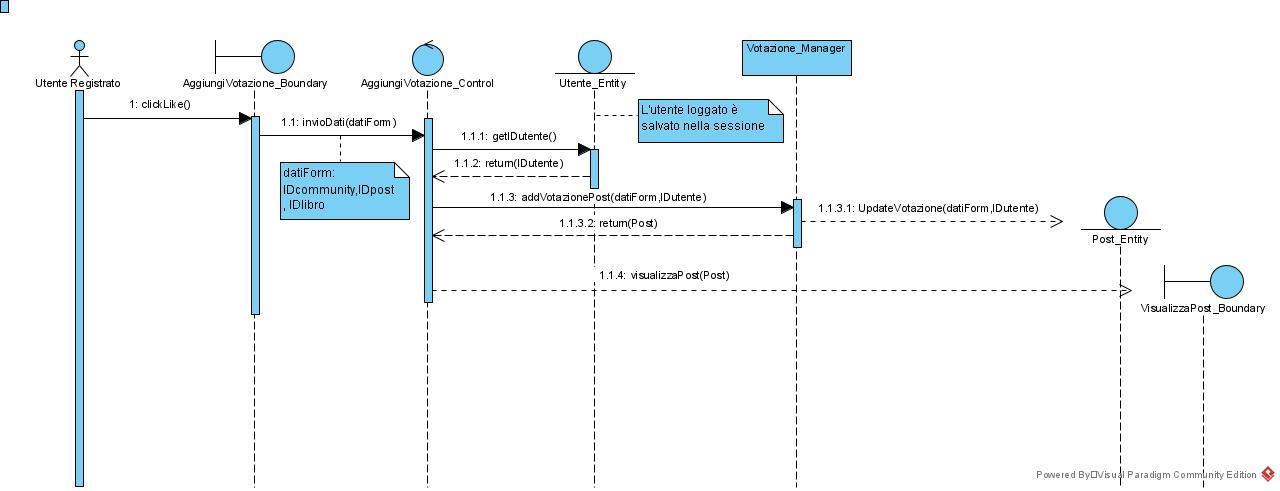 Utente Registrato
AggiungiVotazione_Boundary
AggiungiVotazione_Control
Utente_Entity
Votazione_Manager
1: clickLike()
L'utente loggato è
salvato nella sessione
1.1: invioDati(datiForm)
1.1.1: getIDutente()
1.1.2: return(IDutente)
datiForm:
IDcommunity,IDpost
, IDlibro
1.1.3: addVotazionePost(datiForm,IDutente)
1.1.3.1: UpdateVotazione(datiForm,IDutente)
1.1.3.2: return(Post)
Post_Entity
1.1.4: visualizzaPost(Post)
VisualizzaPost_Boundary
Powered By Visual Paradigm Community Edition